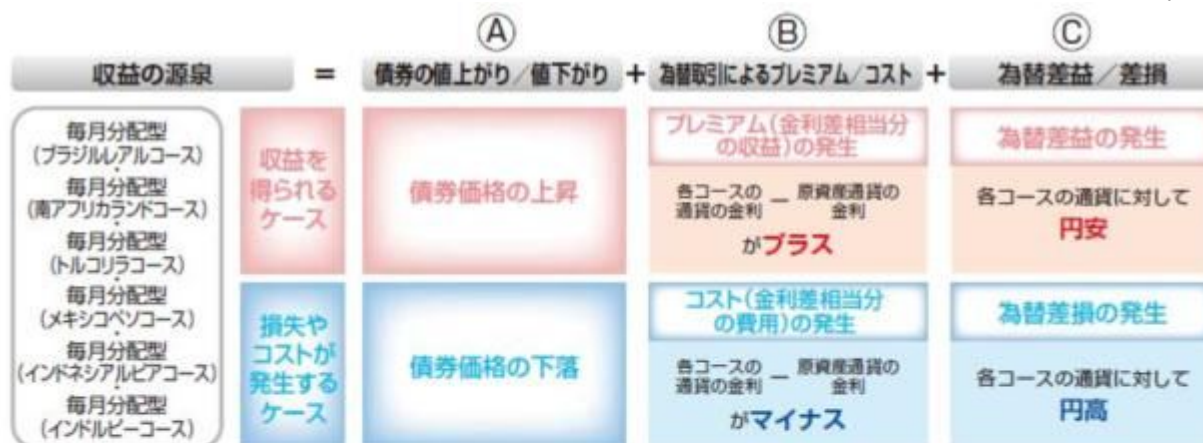 Ⓐ Ⓑ Ⓒ
収益の源泉 = 債券の値上がり/値下がり + 為替取引によるプレミアム/コスト + 為替差益/差損
毎月分配型
(ブラジルレアルコース)
・
毎月分配型
(南アフリカランドコース)
・
毎月分配型
(トルコリラコース)
・
毎月分配型
(メキシコペソコース)
・
毎月分配型
(インドネシアルピアコース)
・
毎月分配型
(インドルピーコース)
収益を
得られる
ケース
債券価格の上昇
プレミアム(金利差相当分
の収益)の発生
各コースの
通貨の金利
－
原資産通貨の
金利
がプラス
為替差益の発生
各コースの通貨に対して
円安
損失や
コストが
発生する
ケース
債券価格の下落
コスト(金利差相当分
の費用)の発生
各コースの
通貨の金利
－
原資産通貨の
金利
がマイナス
為替差損の発生
各コースの通貨に対して
円高